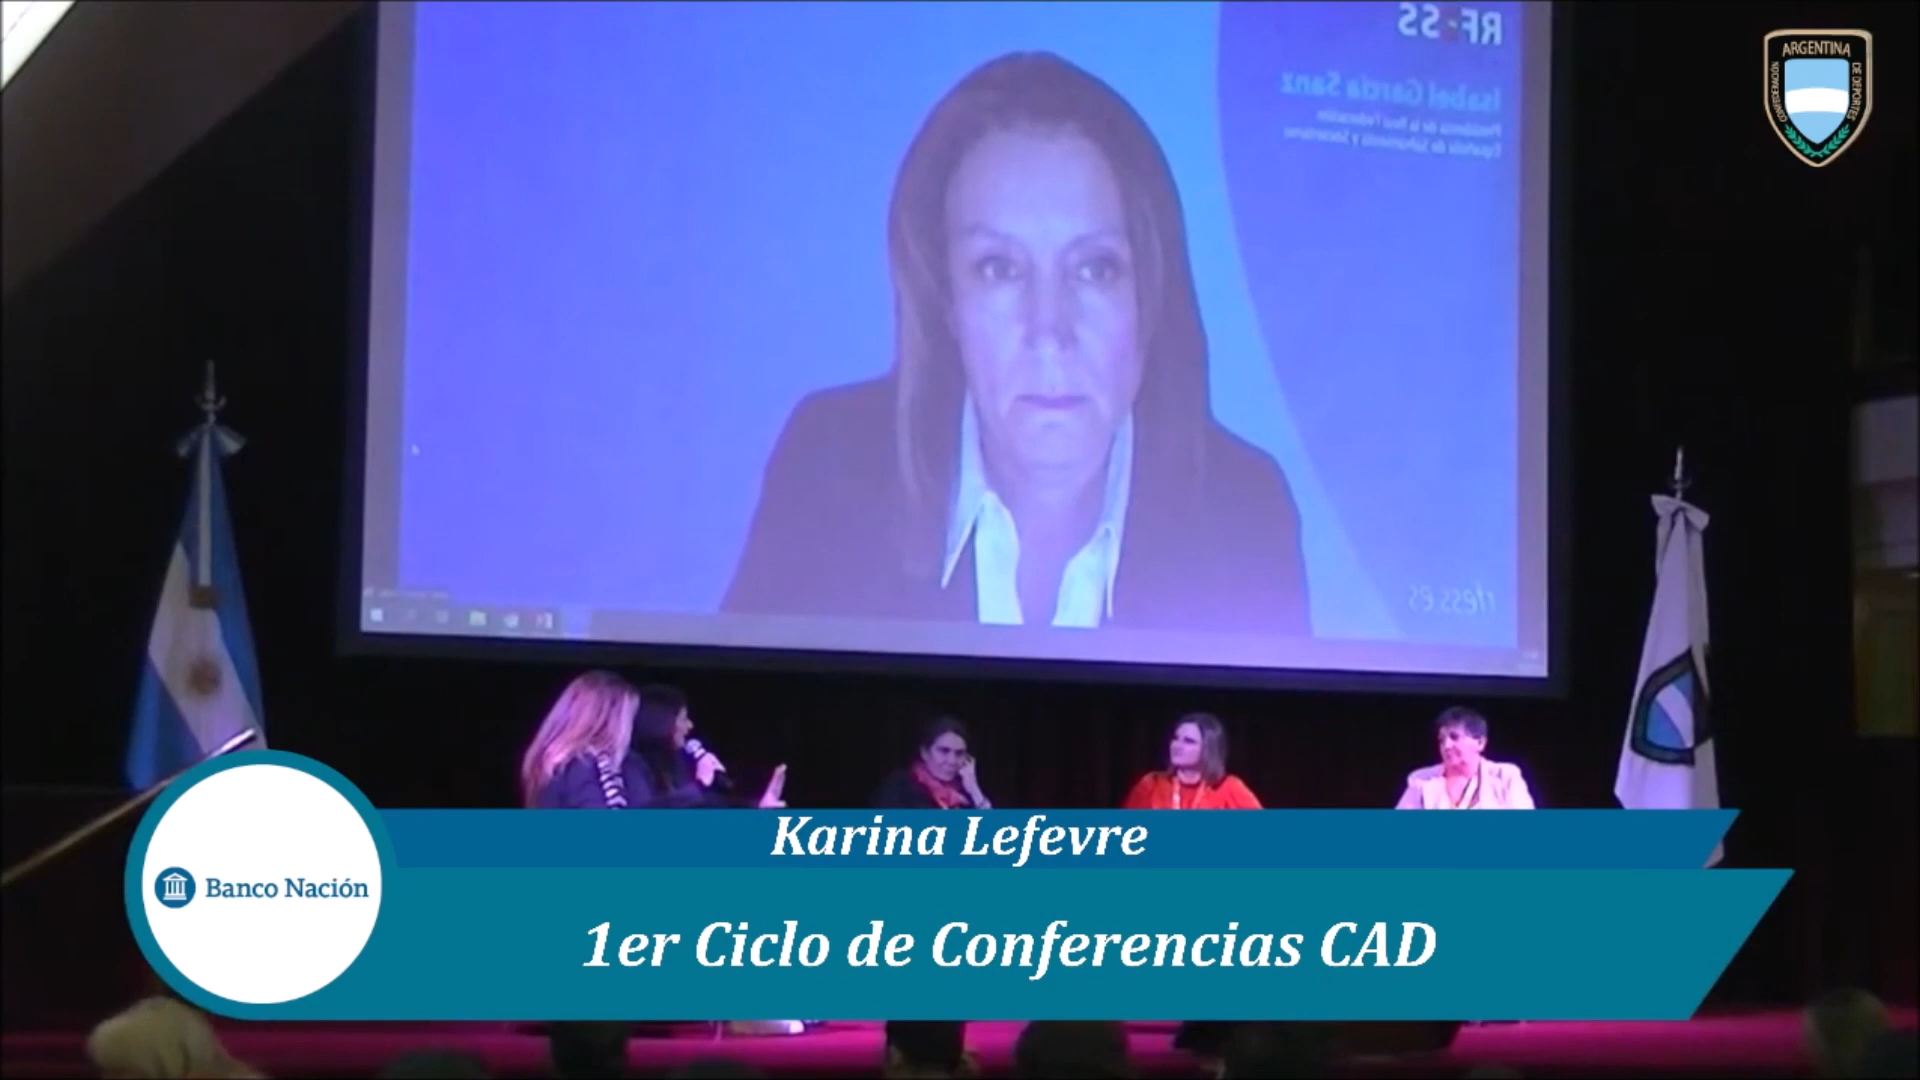 RF SS
Isabel García Sanz
Presidenta de la Real Federación
Española de Salvamento y Socorrismo
rfess.es
ARGENTINA
CONFEDERACIÓN
DE DEPORTES
Karina Lefevre
Banco Nación
1er Ciclo de Conferencias CAD